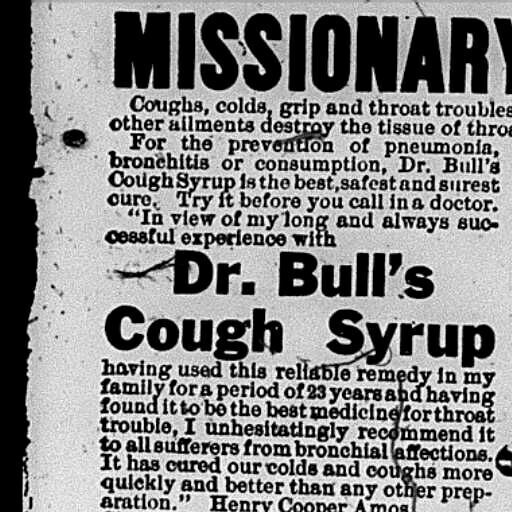 MISSIONARY
Coughs, colds, grip and throat troubles
other ailments destroy the tissue of throa
For the prevention of pneumonia,
bronchitis or consumption, Dr. Bull's
Cough Syrup is the best, safest and surest
cure. Try it before you call in a doctor.
"In view of my long and always suc-
cessful experience with
Dr. Bull's
Cough Syrup
having used this reliable remedy in my
family for a period of 23 years and having
found it to be the best medicine for throat
trouble, I unhesitatingly recommend it
to all sufferers from bronchial affections.
It has cured our colds and coughs more
quickly and better than any other prep-
aration." Henry Cooper Amos